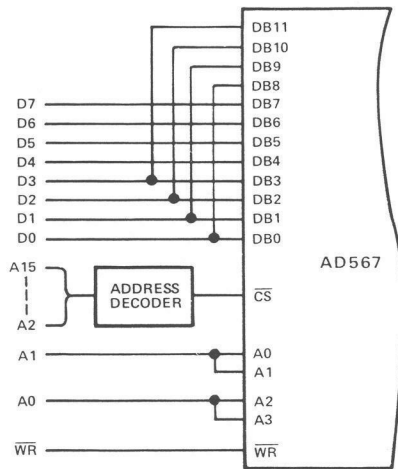 DB11
DB10
DB9
DB8
D7 DB7
D6 DB6
D5 DB5
D4 DB4
D3 DB3
D2 DB2
D1 DB1
D0 DB0
AD567
A15
ADDRESS
DECODER
CS
A2
A1 A0
A1
A0 A2
A3
WR WR